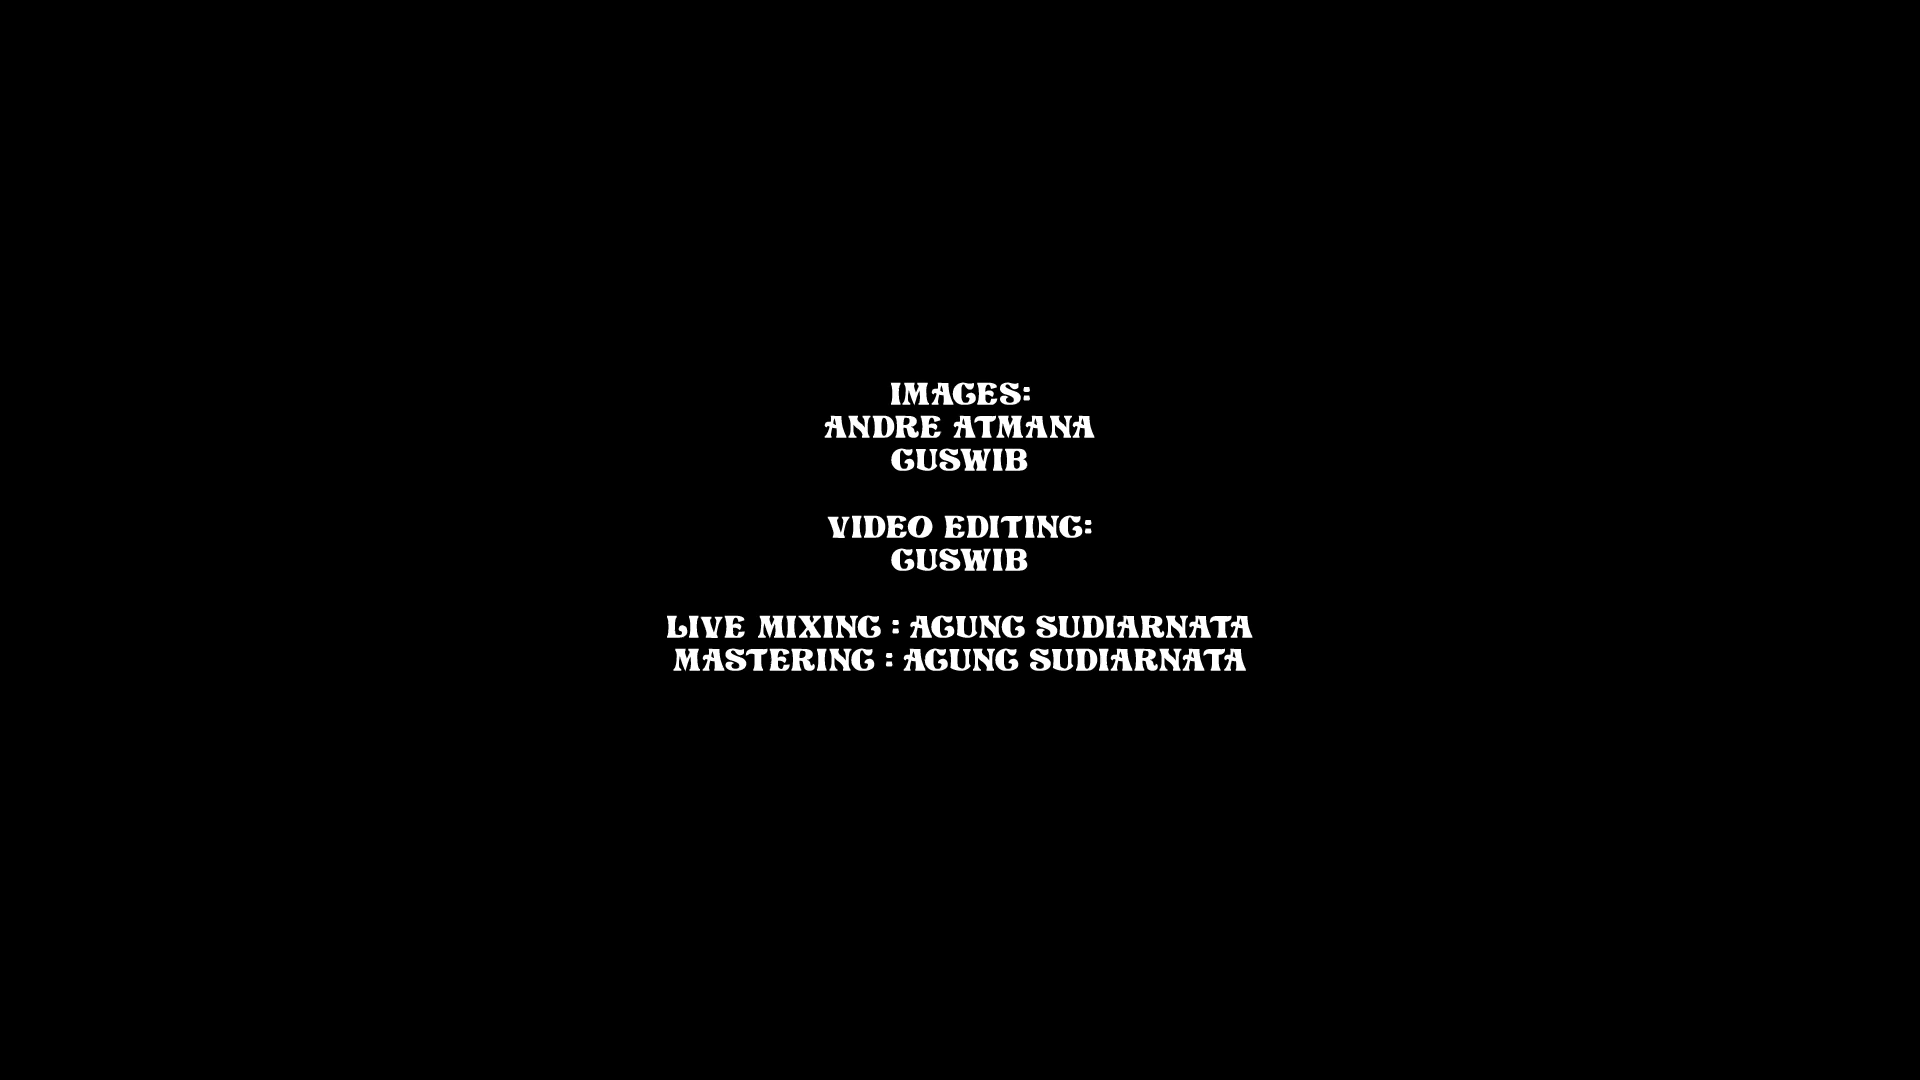 IMAGES:
ANDRE ATMANA
GUSWIB
VIDEO EDITING:
GUSWIB
LIVE MIXING : AGUNG SUDIARNATA
MASTERING : AGUNG SUDIARNATA